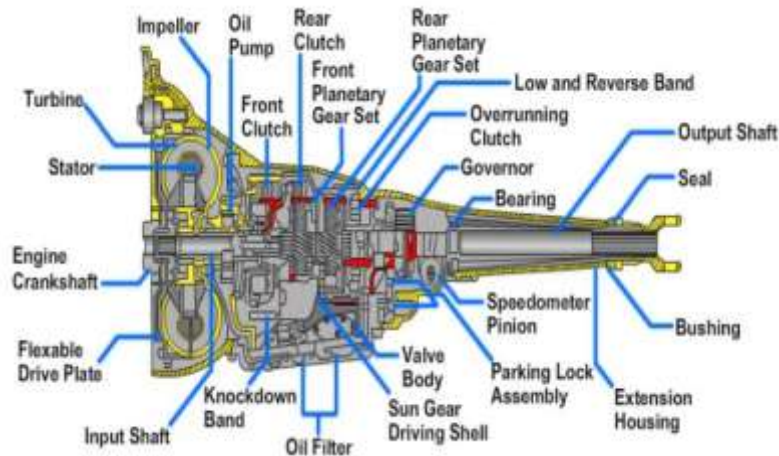 Impeller
Oil
Pump
Rear
Clutch
Front
Planetary
Gear Set
Rear
Planetary
Gear Set
Low and Reverse Band
Turbine
Front
Clutch
Overrunning
Clutch
Output Shaft
Stator
Governor
Bearing
Seal
Engine
Crankshaft
Speedometer
Pinion
Bushing
Flexable
Drive Plate
Knockdown
Band
Valve
Body
Parking Lock
Assembly
Extension
Housing
Input Shaft
Sun Gear
Driving Shell
Oil Filter